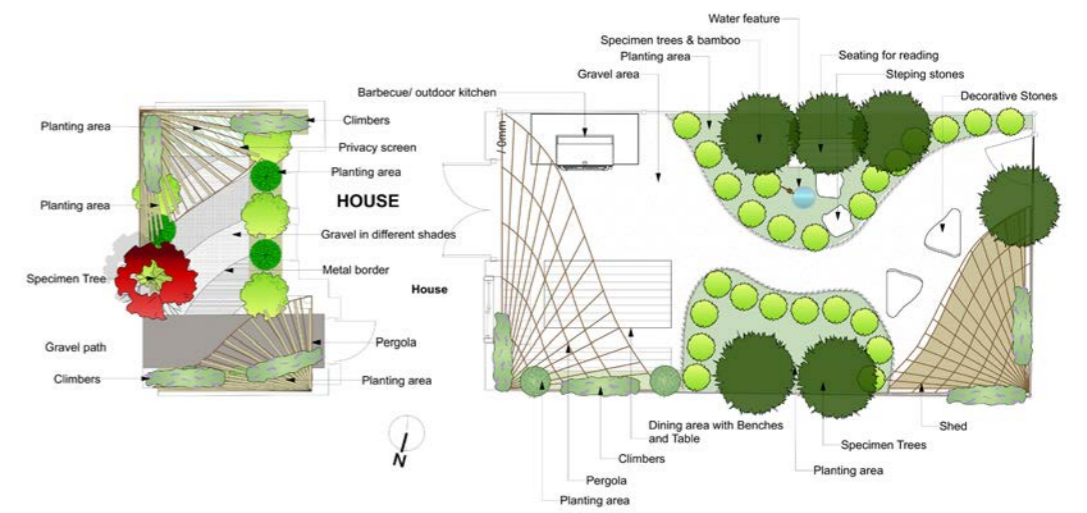 Water feature
Specimen trees & bamboo
Seating for reading
Planting area
Steping stones
Gravel area
Barbecue/ outdoor kitchen
Decorative Stones
Planting area
Climbers
Privacy screen
Planting area
Planting area
HOUSE
Gravel in different shades
Metal border
Specimen Tree
House
Gravel path
Pergola
Climbers
Planting area
Dining area with Benches
and Table
Shed
Specimen Trees
Climbers
Planting area
Pergola
Planting area
N